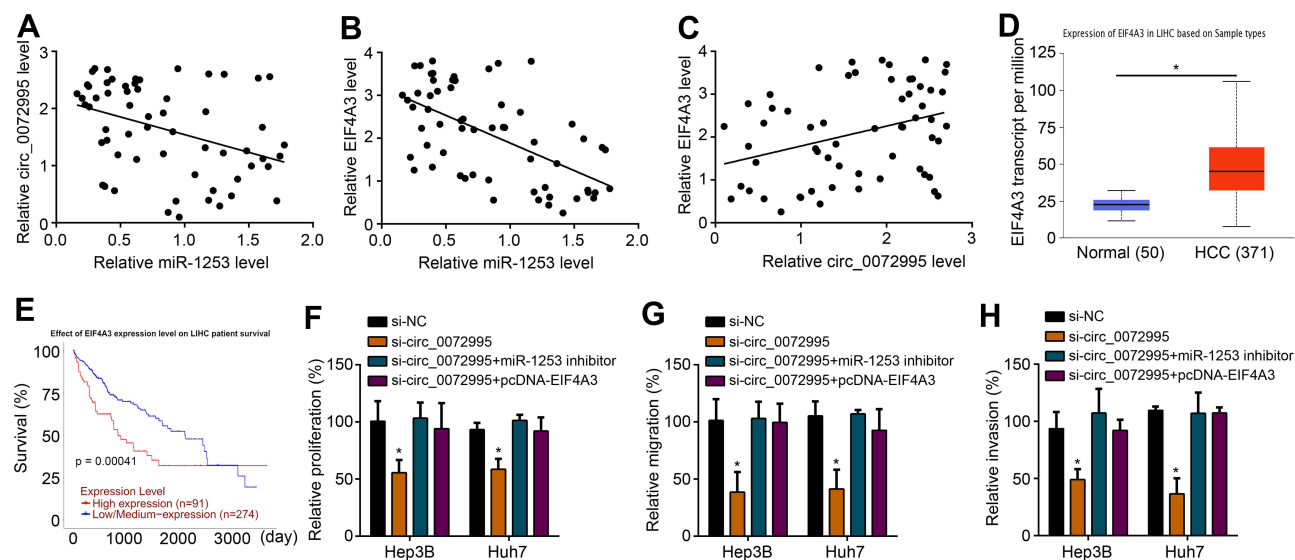 A
Relative circ_0072995 level
3
2
1
0
0.0
0.5
1.0
1.5
2.0
Relative miR-1253 level
B
Relative EIF4A3 level
4
3
2
1
0
0.0
0.5
1.0
1.5
2.0
Relative miR-1253 level
C
Relative EIF4A3 level
4
3
2
1
0
0
1
2
3
Relative circ_0072995 level
D
Expression of EIF4A3 in LIHC based on Sample types
EIF4A3 transcript per million
125
100
75
50
25
0
*
Normal (50)
HCC (371)
E
Effect of EIF4A3 expression level on LIHC patient survival
Survival (%)
100
75
50
25
0
p = 0.00041
Expression Level
High expression (n=91)
Low/Medium-expression (n=274)
0
1000
2000
3000
(day)
F
si-NC
si-circ_0072995
si-circ_0072995+miR-1253 inhibitor
si-circ_0072995+pcDNA-EIF4A3
Relative proliferation (%)
150
100
50
0
*
*
Hep3B
Huh7
G
si-NC
si-circ_0072995
si-circ_0072995+miR-1253 inhibitor
si-circ_0072995+pcDNA-EIF4A3
Relative migration (%)
150
100
50
0
*
*
Hep3B
Huh7
H
si-NC
si-circ_0072995
si-circ_0072995+miR-1253 inhibitor
si-circ_0072995+pcDNA-EIF4A3
Relative invasion (%)
150
100
50
0
*
*
Hep3B
Huh7